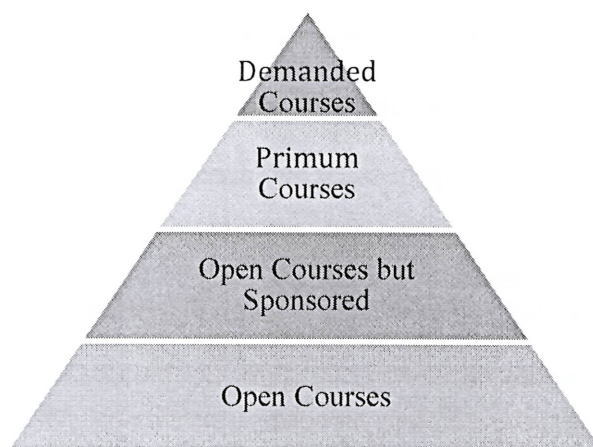 Demanded
Courses
Primum
Courses
Open Courses but
Sponsored
Open Courses